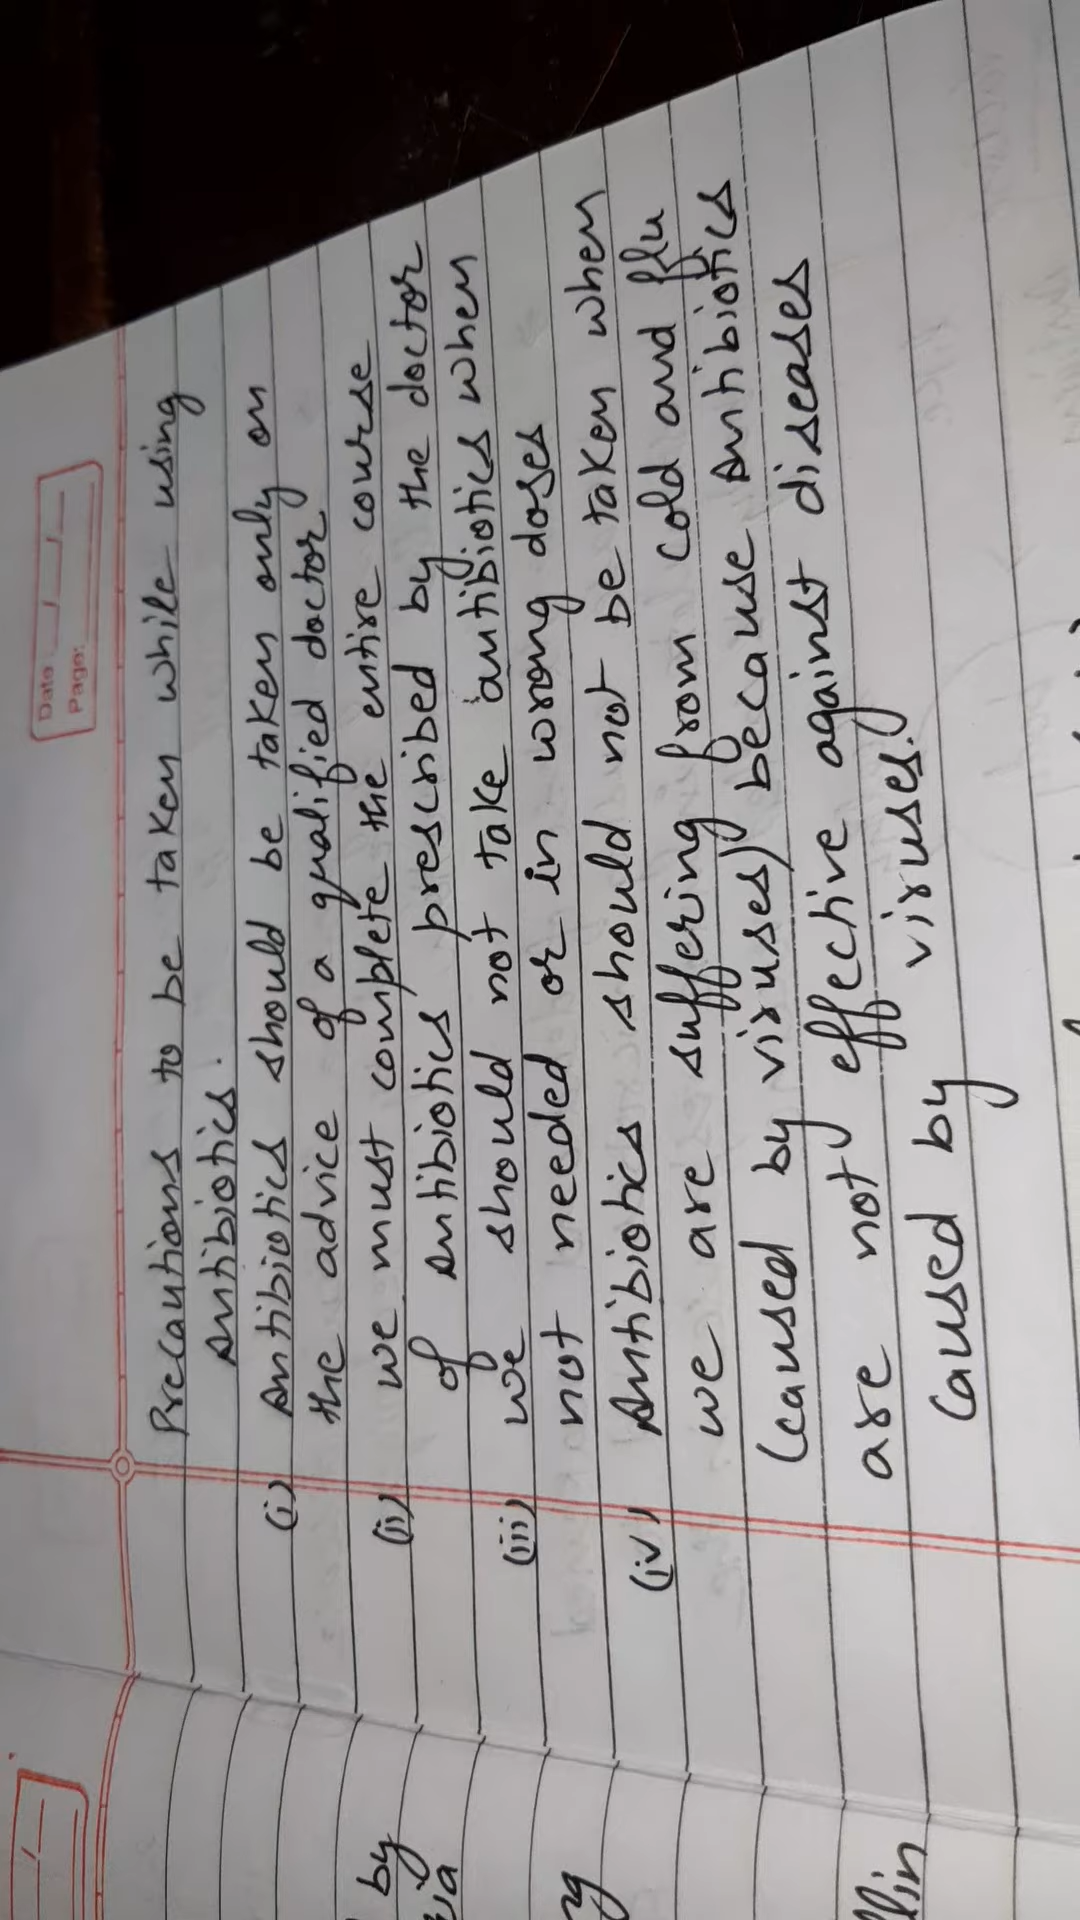 Date
Page:
Precautions to be taken while using
Antibiotics.
(i) Antibiotics should be taken only on
the advice of a qualified doctor.
(ii) we must complete the entire course
of Antibiotics prescribed by the doctor
(iii) we should not take antibiotics when
not needed or in wrong doses
(iv) Antibiotics should not be taken when
we are suffering from cold and flu
(caused by viruses) because Antibiotics
are not effective against diseases
caused by viruses.
by